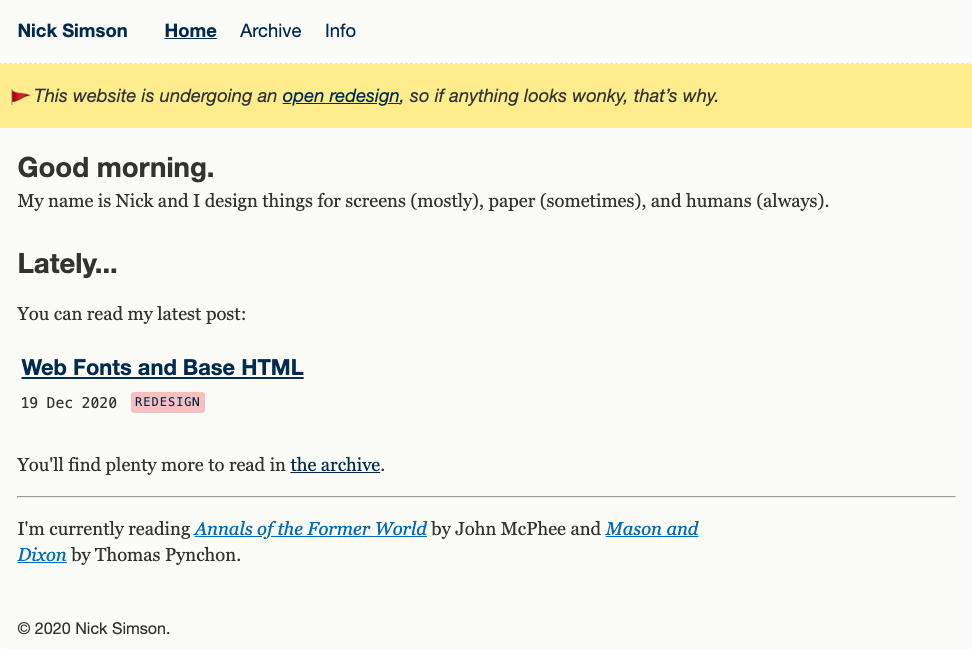 Nick Simson Home Archive Info
This website is undergoing an open redesign, so if anything looks wonky, that’s why.
Good morning.
My name is Nick and I design things for screens (mostly), paper (sometimes), and humans (always).
Lately...
You can read my latest post:
Web Fonts and Base HTML
19 Dec 2020 REDESIGN
You'll find plenty more to read in the archive.
I'm currently reading Annals of the Former World by John McPhee and Mason and
Dixon by Thomas Pynchon.
© 2020 Nick Simson.